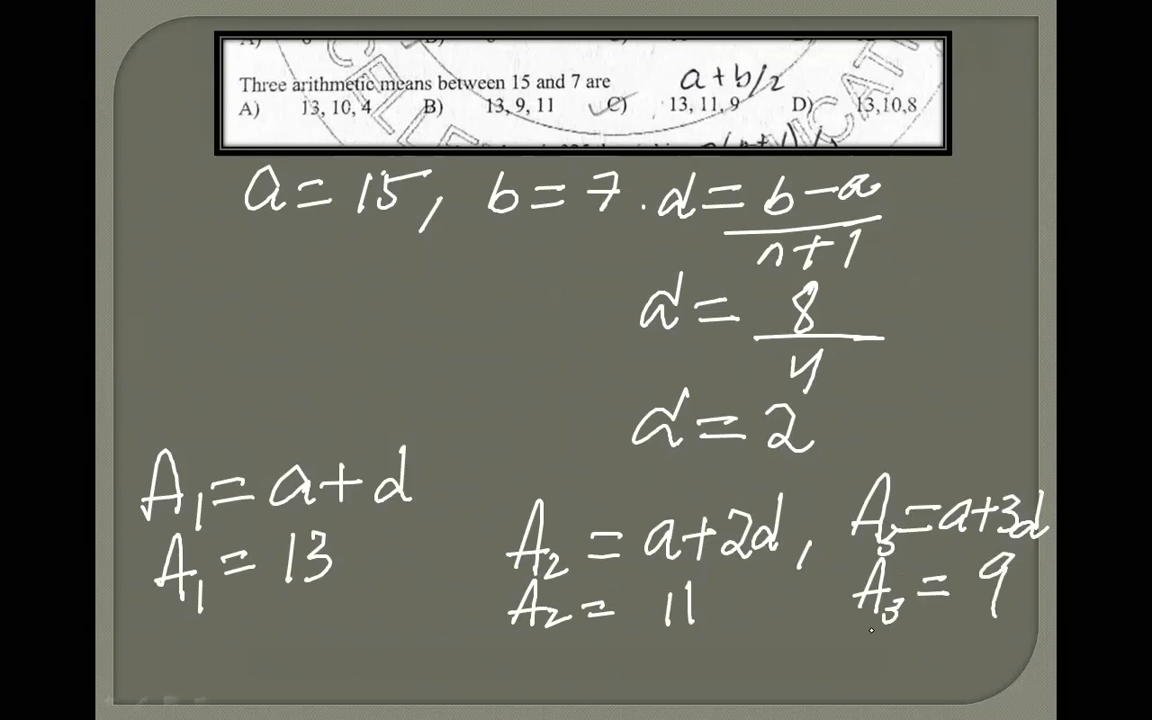 Three arithmetic means between 15 and 7 are a+b/2
A) 13, 10, 4 B) 13, 9, 11 C) 13, 11, 9 D) 13,10,8
a = 15, b = 7 . d = b-a
n+1
d = 8
4
d = 2
A1 = a+d
A1 = 13
A2 = a+2d , A3 = a+3d
A2 = 11 A3 = 9